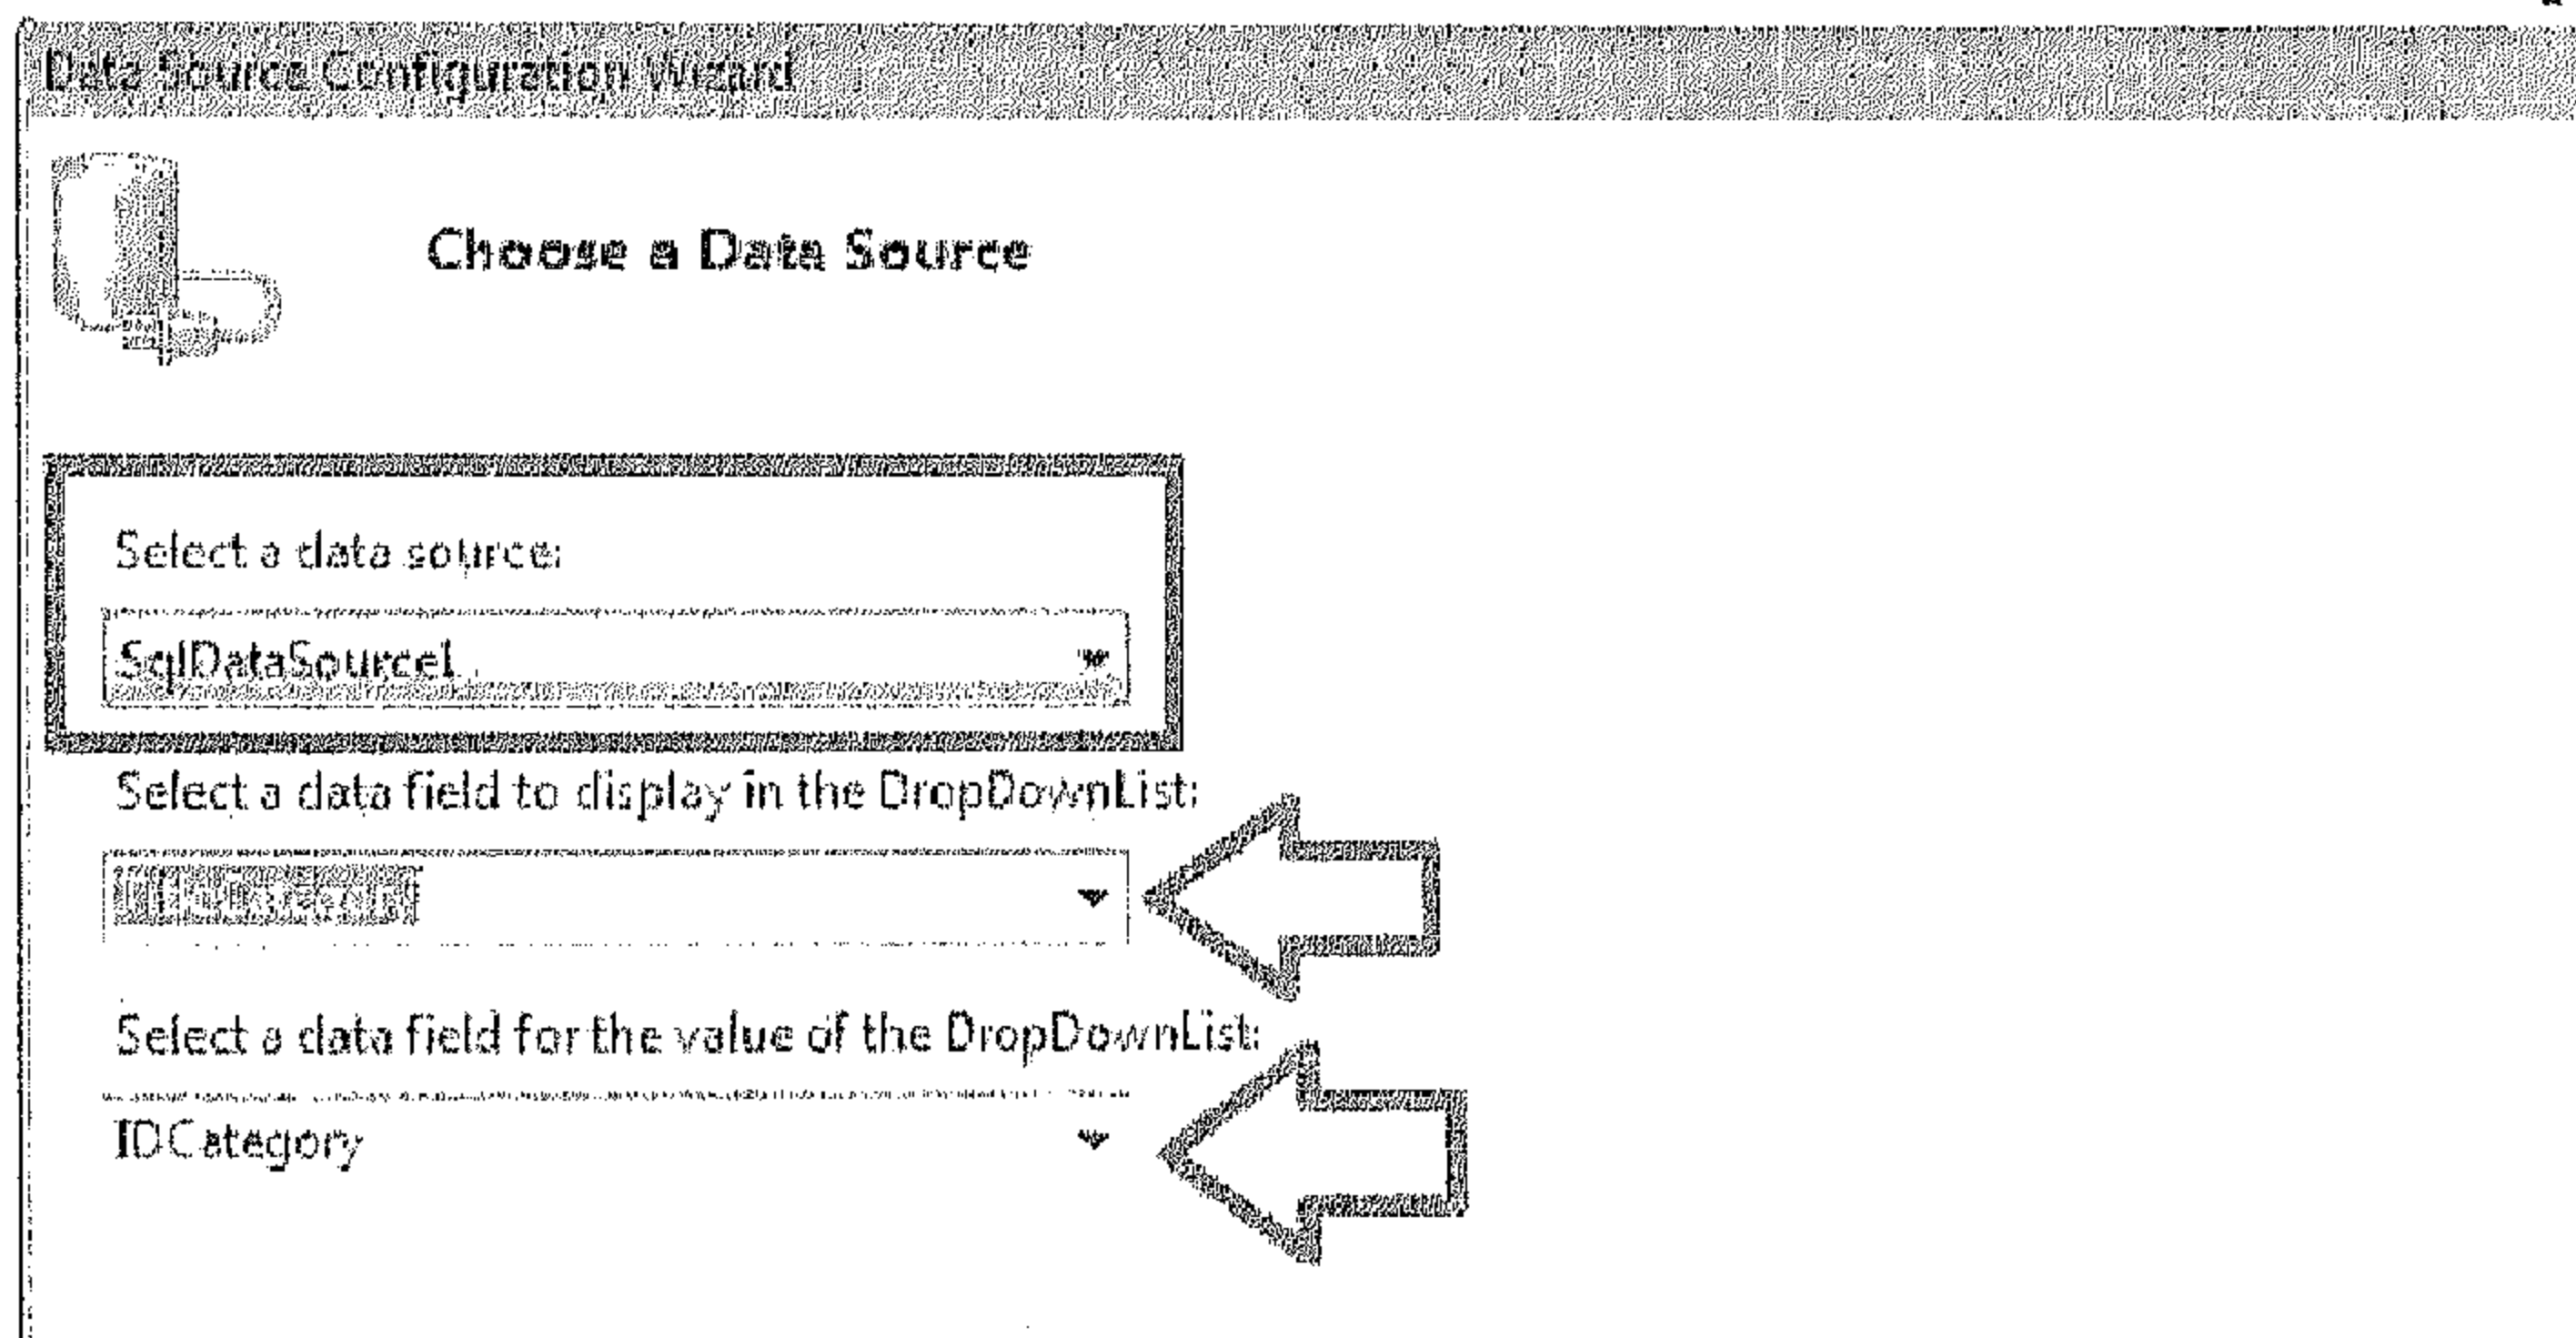 Data Source Configuration Wizard
Choose a Data Source
Select a data source:
SqlDataSource1
Select a data field to display in the DropDownList:
Select a data field for the value of the DropDownList:
IDCategory